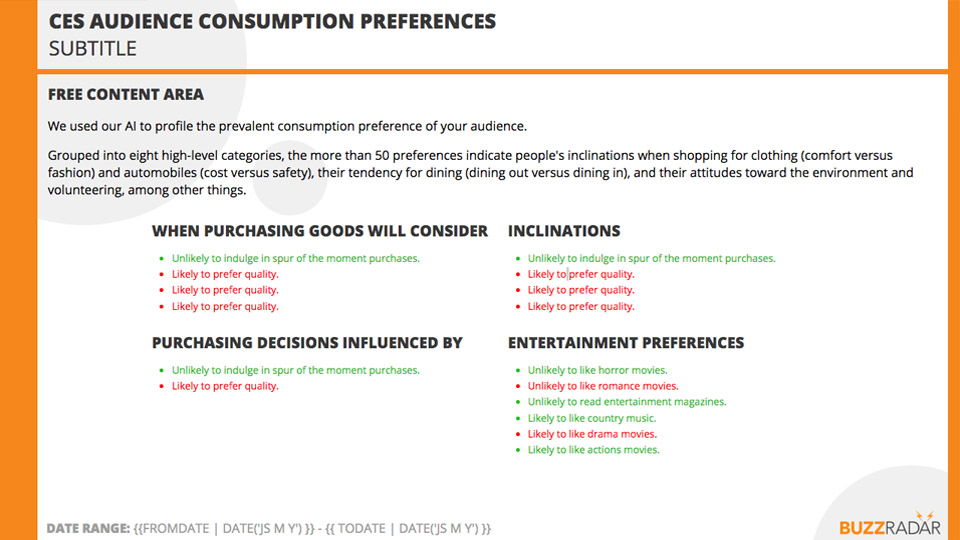 CES AUDIENCE CONSUMPTION PREFERENCES
SUBTITLE
FREE CONTENT AREA
We used our AI to profile the prevalent consumption preference of your audience.
Grouped into eight high-level categories, the more than 50 preferences indicate people's inclinations when shopping for clothing (comfort versus
fashion) and automobiles (cost versus safety), their tendency for dining (dining out versus dining in), and their attitudes toward the environment and
volunteering, among other things.
WHEN PURCHASING GOODS WILL CONSIDER
• Unlikely to indulge in spur of the moment purchases.
• Likely to prefer quality.
• Likely to prefer quality.
• Likely to prefer quality.
INCLINATIONS
• Unlikely to indulge in spur of the moment purchases.
• Likely to prefer quality.
• Likely to prefer quality.
• Likely to prefer quality.
PURCHASING DECISIONS INFLUENCED BY
• Unlikely to indulge in spur of the moment purchases.
• Likely to prefer quality.
ENTERTAINMENT PREFERENCES
• Unlikely to like horror movies.
• Unlikely to like romance movies.
• Unlikely to read entertainment magazines.
• Likely to like country music.
• Likely to like drama movies.
• Likely to like actions movies.
DATE RANGE: {{FROMDATE | DATE('JS M Y') }} - {{ TODATE | DATE('JS M Y') }}
BUZZRADAR